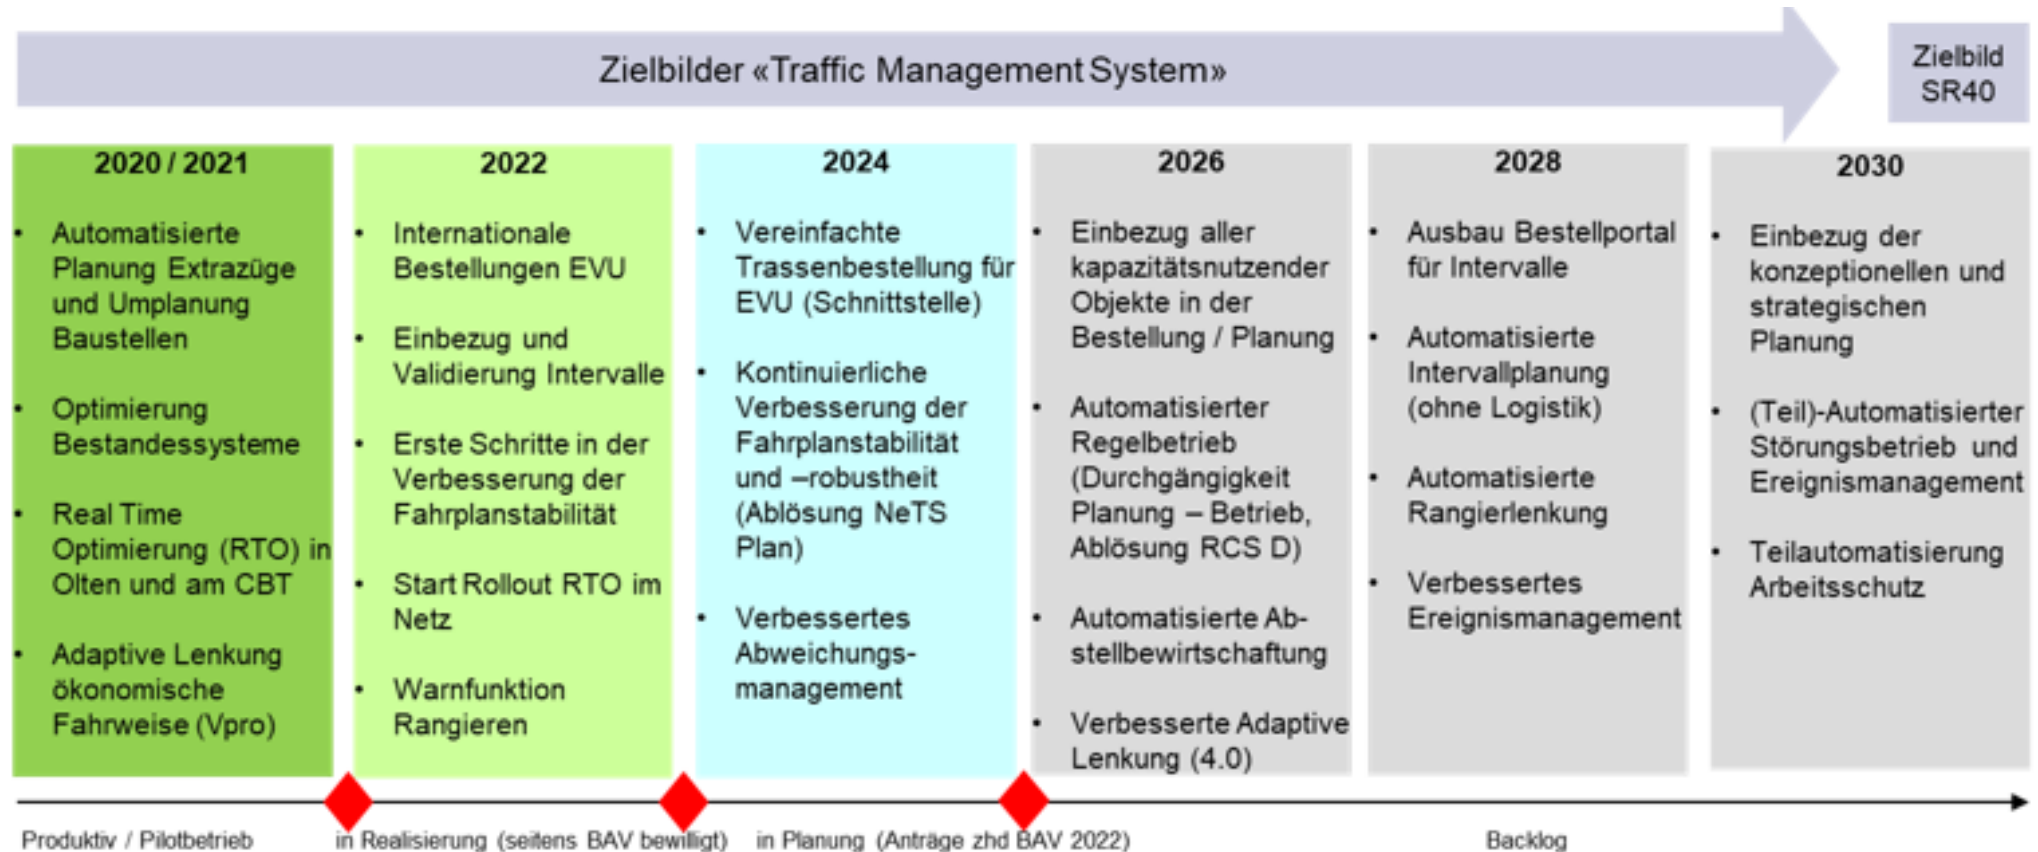 Zielbilder «Traffic Management System»
Zielbild
SR40
2020 / 2021
• Automatisierte
Planung Extrazüge
und Umplanung
Baustellen
• Optimierung
Bestandessysteme
• Real Time
Optimierung (RTO) in
Olten und am CBT
• Adaptive Lenkung
ökonomische
Fahrweise (Vpro)
2022
• Internationale
Bestellungen EVU
• Einbezug und
Validierung Intervalle
• Erste Schritte in der
Verbesserung der
Fahrplanstabilität
• Start Rollout RTO im
Netz
• Warnfunktion
Rangieren
2024
• Vereinfachte
Trassenbestellung für
EVU (Schnittstelle)
• Kontinuierliche
Verbesserung der
Fahrplanstabilität
und –robustheit
(Ablösung NeTS
Plan)
• Verbessertes
Abweichungs-
management
2026
• Einbezug aller
kapazitätsnutzender
Objekte in der
Bestellung / Planung
• Automatisierter
Regelbetrieb
(Durchgängigkeit
Planung – Betrieb,
Ablösung RCS D)
• Automatisierte Ab-
stellbewirtschaftung
• Verbesserte Adaptive
Lenkung (4.0)
2028
• Ausbau Bestellportal
für Intervalle
• Automatisierte
Intervallplanung
(ohne Logistik)
• Automatisierte
Rangierlenkung
• Verbessertes
Ereignismanagement
2030
• Einbezug der
konzeptionellen und
strategischen
Planung
• (Teil)-Automatisierter
Störungsbetrieb und
Ereignismanagement
• Teilautomatisierung
Arbeitsschutz
Produktiv / Pilotbetrieb
in Realisierung (seitens BAV bewilligt)
in Planung (Anträge zhd BAV 2022)
Backlog